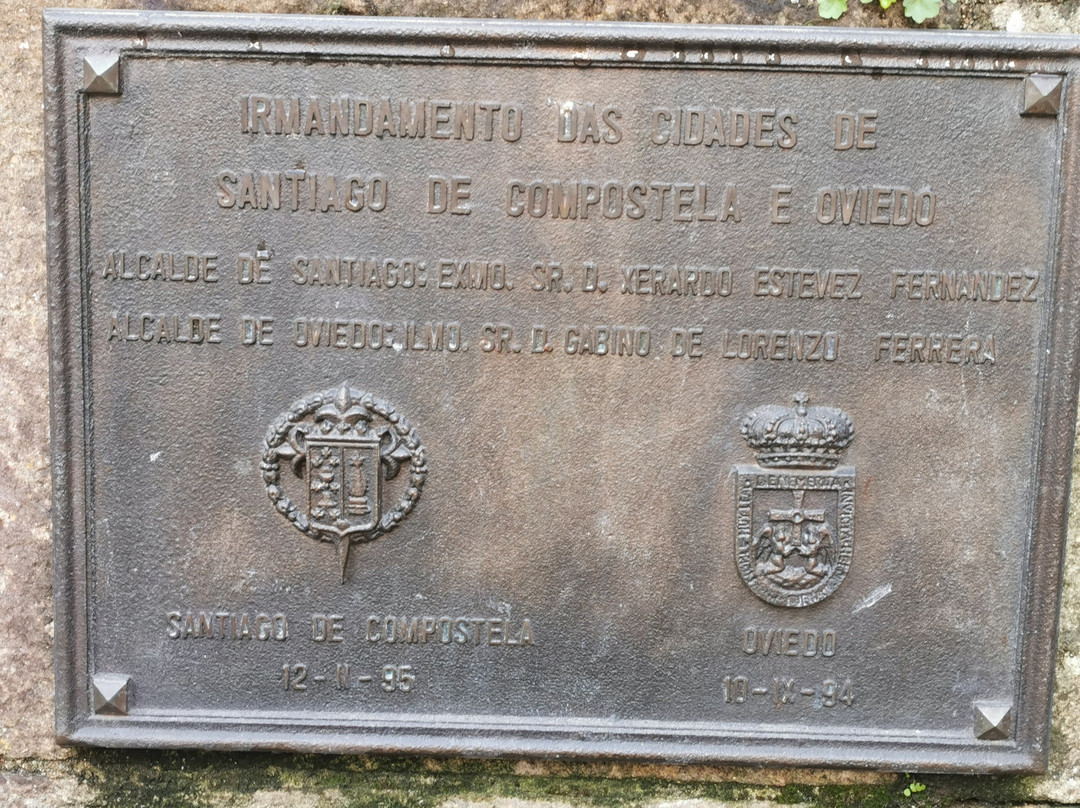 IRMANDAMENTO DAS CIDADES DE
SANTIAGO DE COMPOSTELA E OVIEDO
ALCALDE DE SANTIAGO: EXMO. SR. D. XERARDO ESTEVEZ FERNANDEZ
ALCALDE DE OVIEDO: ILMO. SR. D. GABINO DE LORENZO FERRERA
BENEMERITA
SANTIAGO DE COMPOSTELA
12-II-95
OVIEDO
19-IX-94